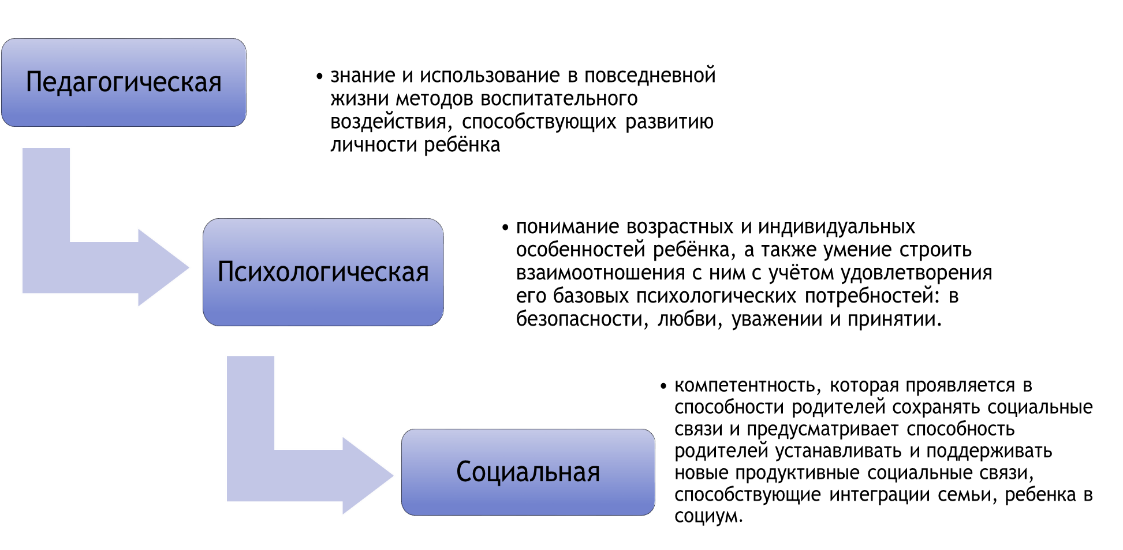 Педагогическая
• знание и использование в повседневной
жизни методов воспитательного
воздействия, способствующих развитию
личности ребёнка
Психологическая
• понимание возрастных и индивидуальных
особенностей ребёнка, а также умение строить
взаимоотношения с ним с учётом удовлетворения
его базовых психологических потребностей: в
безопасности, любви, уважении и принятии.
Социальная
• компетентность, которая проявляется в
способности родителей сохранять социальные
связи и предусматривает способность
родителей устанавливать и поддерживать
новые продуктивные социальные связи,
способствующие интеграции семьи, ребенка в
социум.